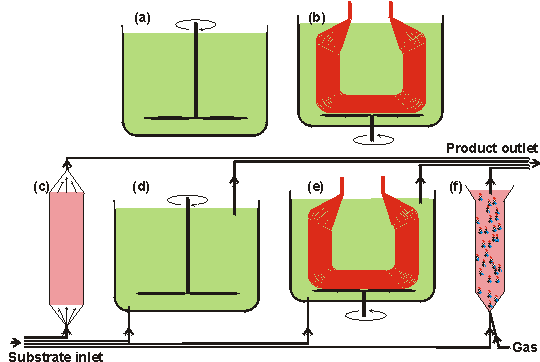 (a)
(b)
Product outlet
(c)
(d)
(e)
(f)
Substrate inlet
Gas